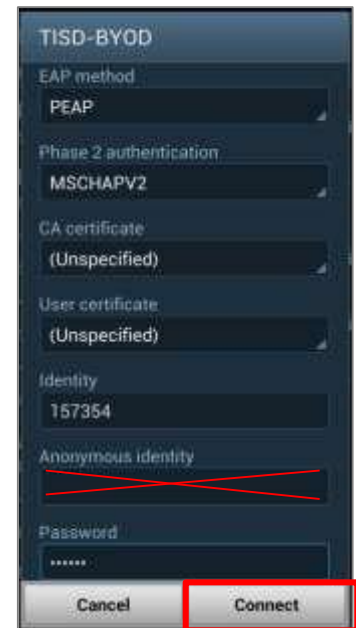 TISD-BYOD
EAP method
PEAP
Phase 2 authentication
MSCHAPV2
CA certificate
(Unspecified)
User certificate
(Unspecified)
Identity
157354
Anonymous identity
Password
••••••
Cancel Connect